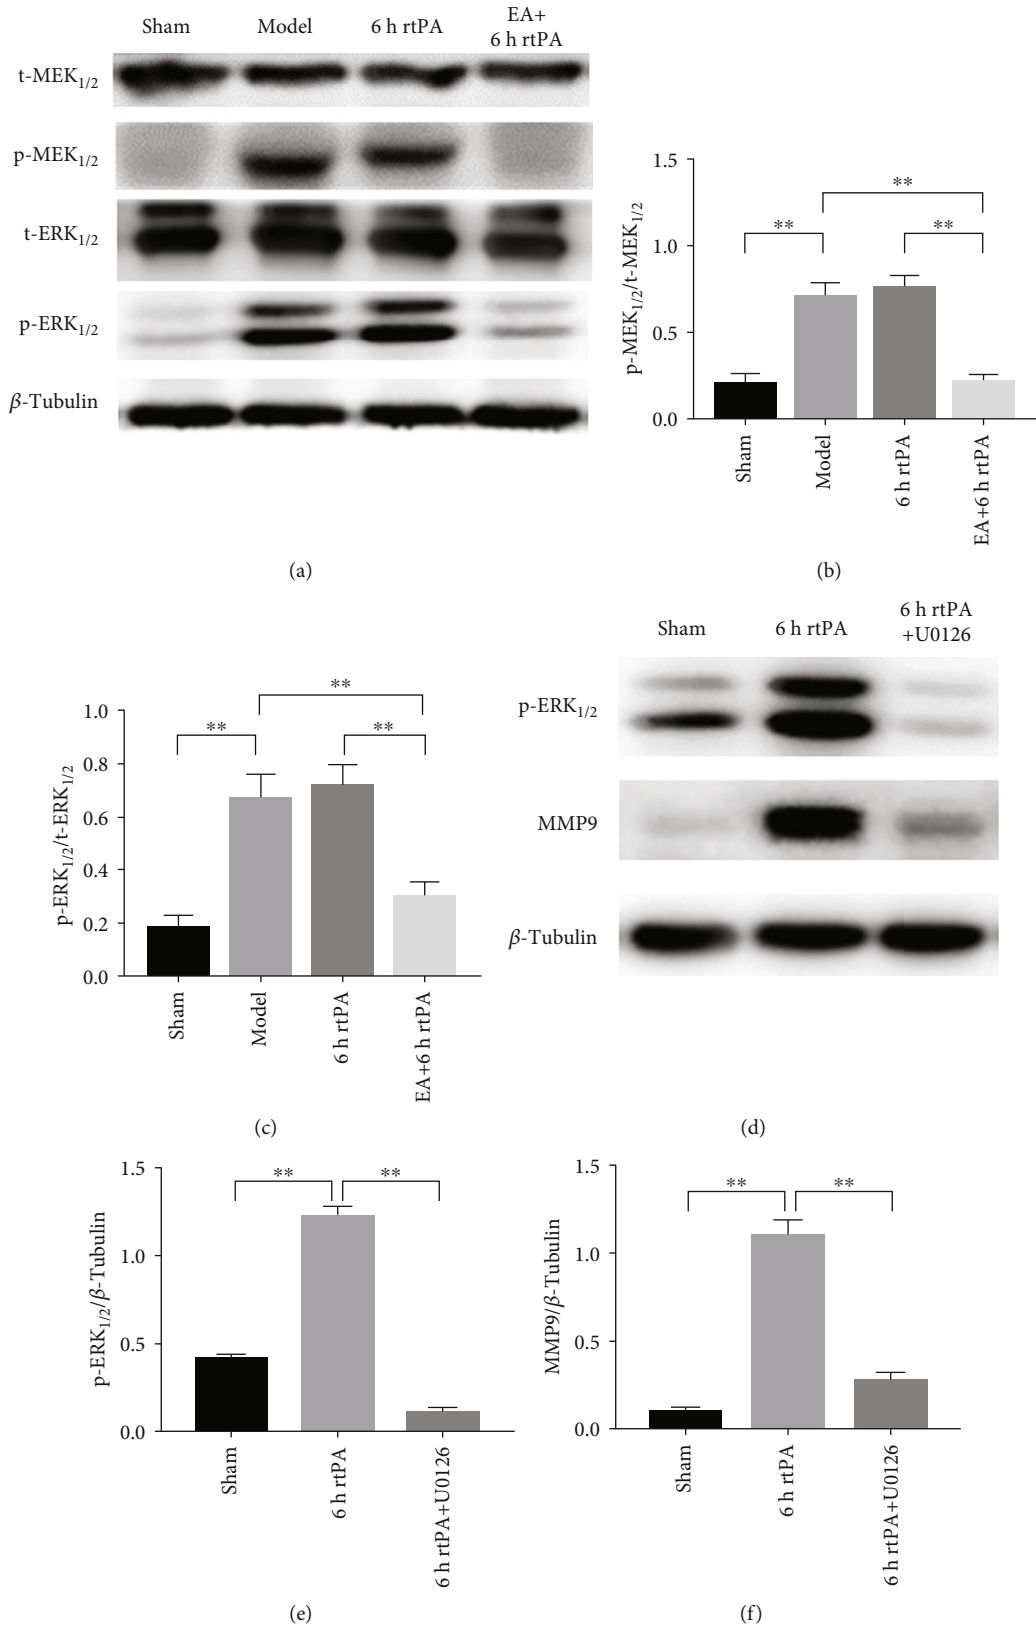 Sham Model 6 h rtPA EA+
6 h rtPA
t-MEK1/2
p-MEK1/2
t-ERK1/2
p-ERK1/2
β-Tubulin
(a)
p-MEK1/2/t-MEK1/2
1.5
1.0
0.5
0.0
** ** **
Sham Model 6 h rtPA EA+6 h rtPA
(b)
p-ERK1/2/t-ERK1/2
1.0
0.8
0.6
0.4
0.2
0.0
** ** **
Sham Model 6 h rtPA EA+6 h rtPA
(c)
Sham 6 h rtPA 6 h rtPA
+U0126
p-ERK1/2
MMP9
β-Tubulin
(d)
p-ERK1/2/β-Tubulin
1.5
1.0
0.5
0.0
** **
Sham 6 h rtPA 6 h rtPA+U0126
(e)
MMP9/β-Tubulin
1.5
1.0
0.5
0.0
** **
Sham 6 h rtPA 6 h rtPA+U0126
(f)